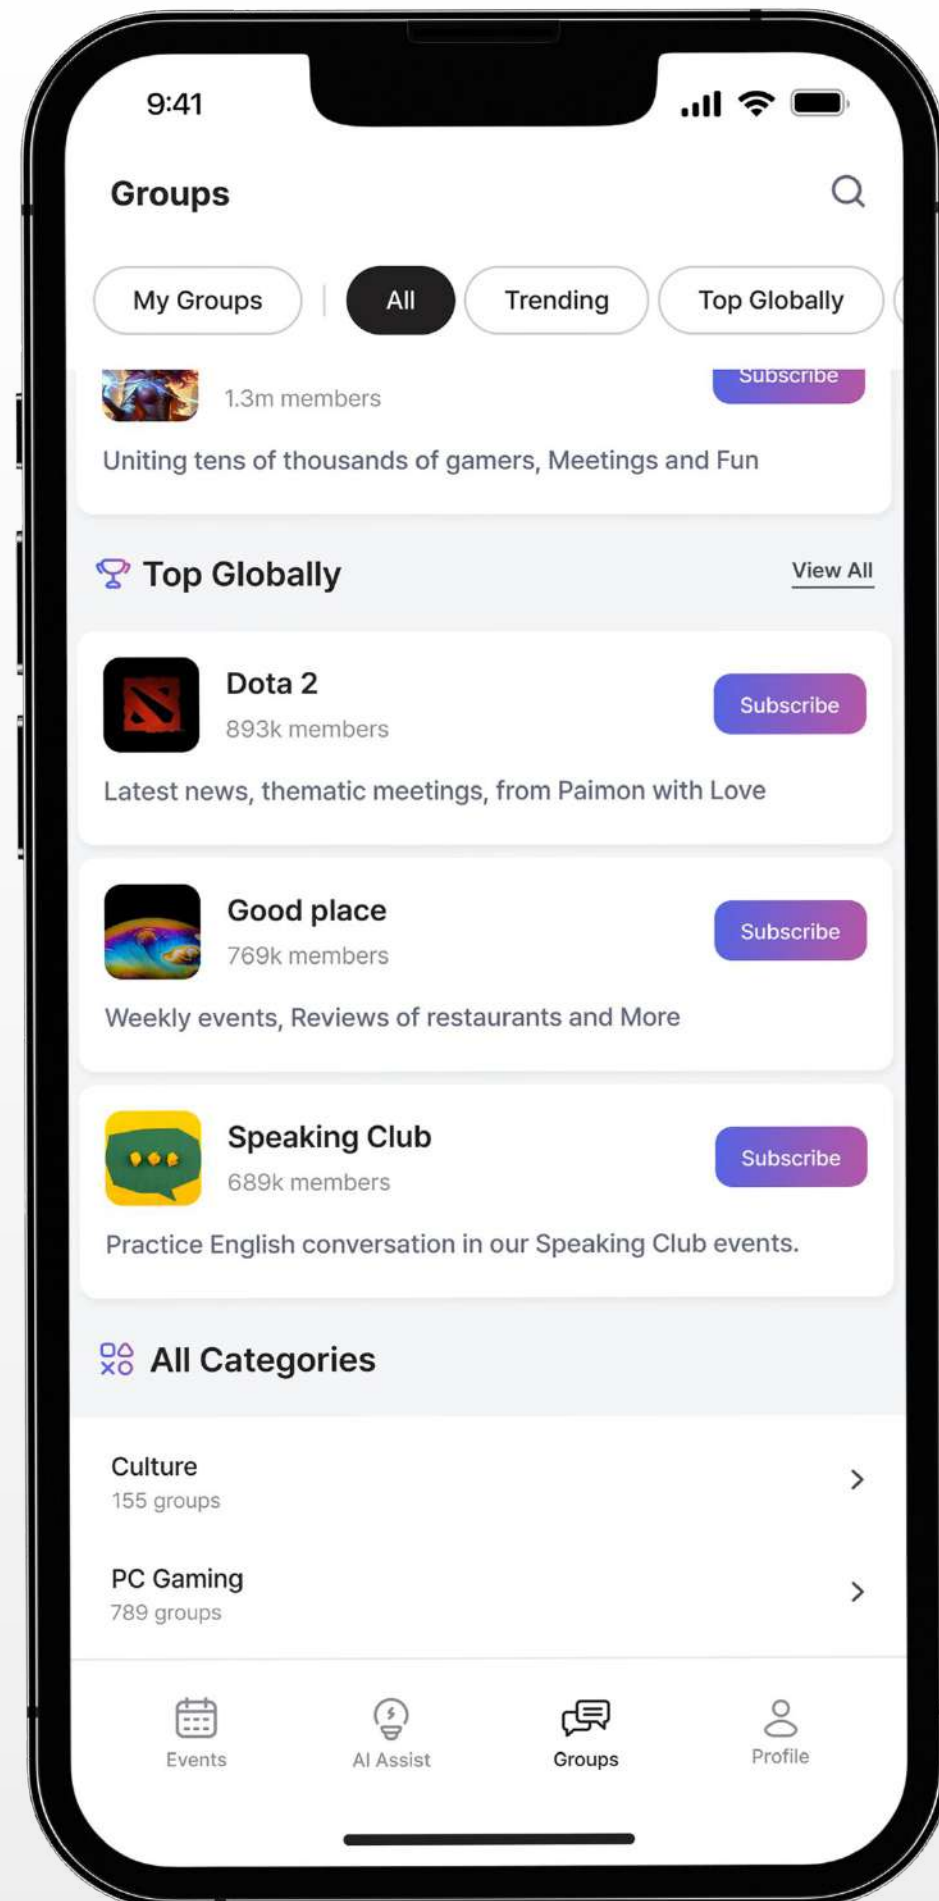 9:41
Groups
My Groups
All
Trending
Top Globally
1.3m members
Subscribe
Uniting tens of thousands of gamers, Meetings and Fun
Top Globally
View All
Dota 2
893k members
Subscribe
Latest news, thematic meetings, from Paimon with Love
Good place
769k members
Subscribe
Weekly events, Reviews of restaurants and More
Speaking Club
689k members
Subscribe
Practice English conversation in our Speaking Club events.
All Categories
Culture
155 groups
PC Gaming
789 groups
Events
AI Assist
Groups
Profile